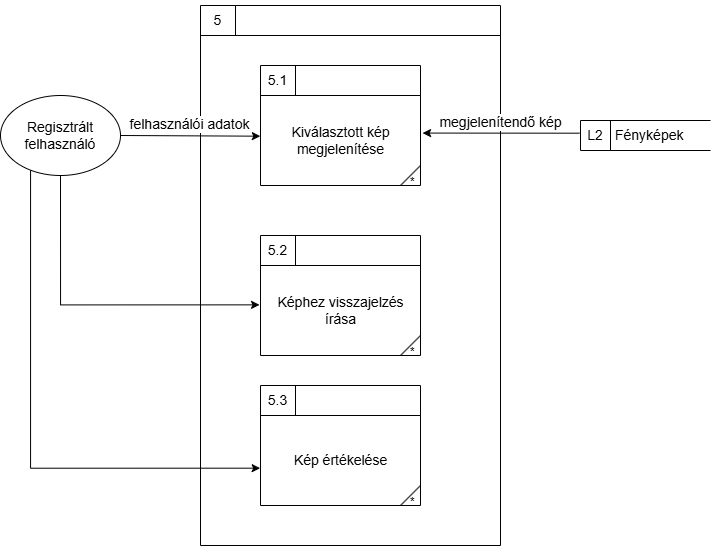 5
5.1
Regisztrált
felhasználó
felhasználói adatok
Kiválasztott kép
megjelenítése
*
megjelenítendő kép
L2
Fényképek
5.2
Képhez visszajelzés
írása
*
5.3
Kép értékelése
*